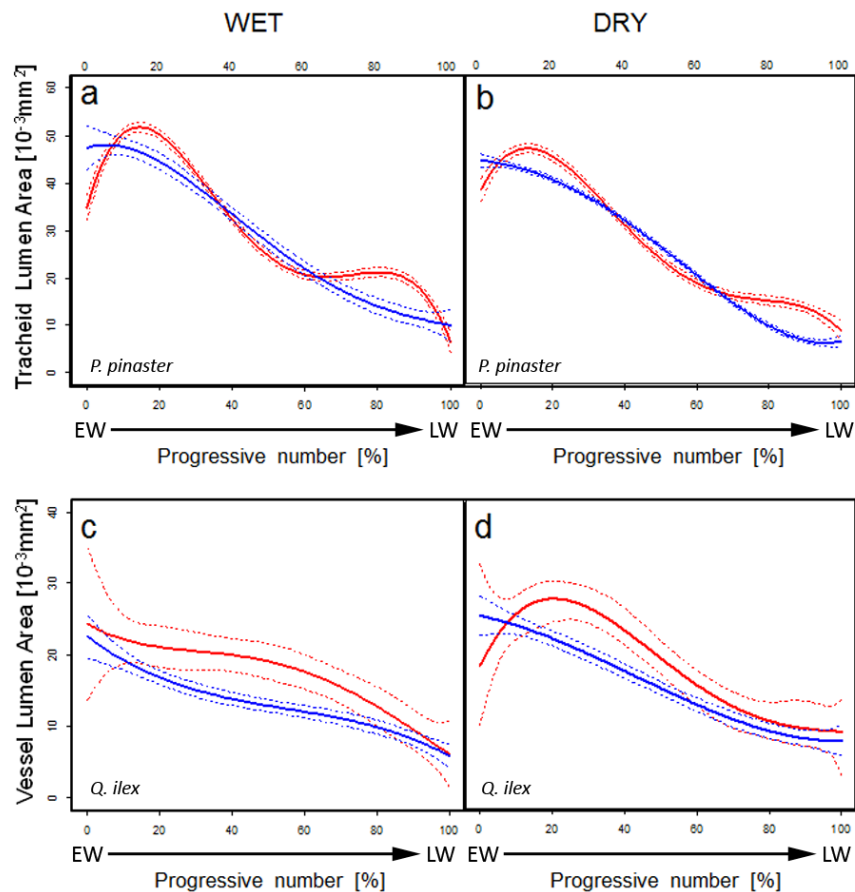 WET DRY
0 20 40 60 80 100 0 20 40 60 80 100
Tracheid Lumen Area [10⁻³mm²]
60
50
40
30
20
10
0
a
P. pinaster
b
P. pinaster
0 20 40 60 80 100 0 20 40 60 80 100
EW LW EW LW
Progressive number [%] Progressive number [%]
Vessel Lumen Area [10⁻³mm²]
40
30
20
10
0
c
Q. ilex
d
Q. ilex
0 20 40 60 80 100 0 20 40 60 80 100
EW LW EW LW
Progressive number [%] Progressive number [%]